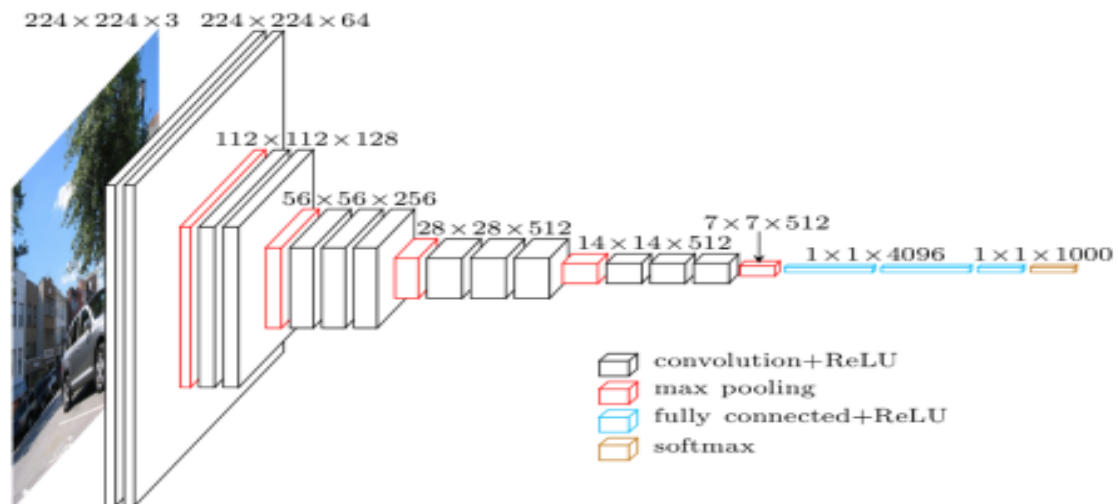 224 × 224 × 3
224 × 224 × 64
112 × 112 × 128
56 × 56 × 256
28 × 28 × 512
14 × 14 × 512
7 × 7 × 512
1 × 1 × 4096
1 × 1 × 1000
convolution+ReLU
max pooling
fully connected+ReLU
softmax